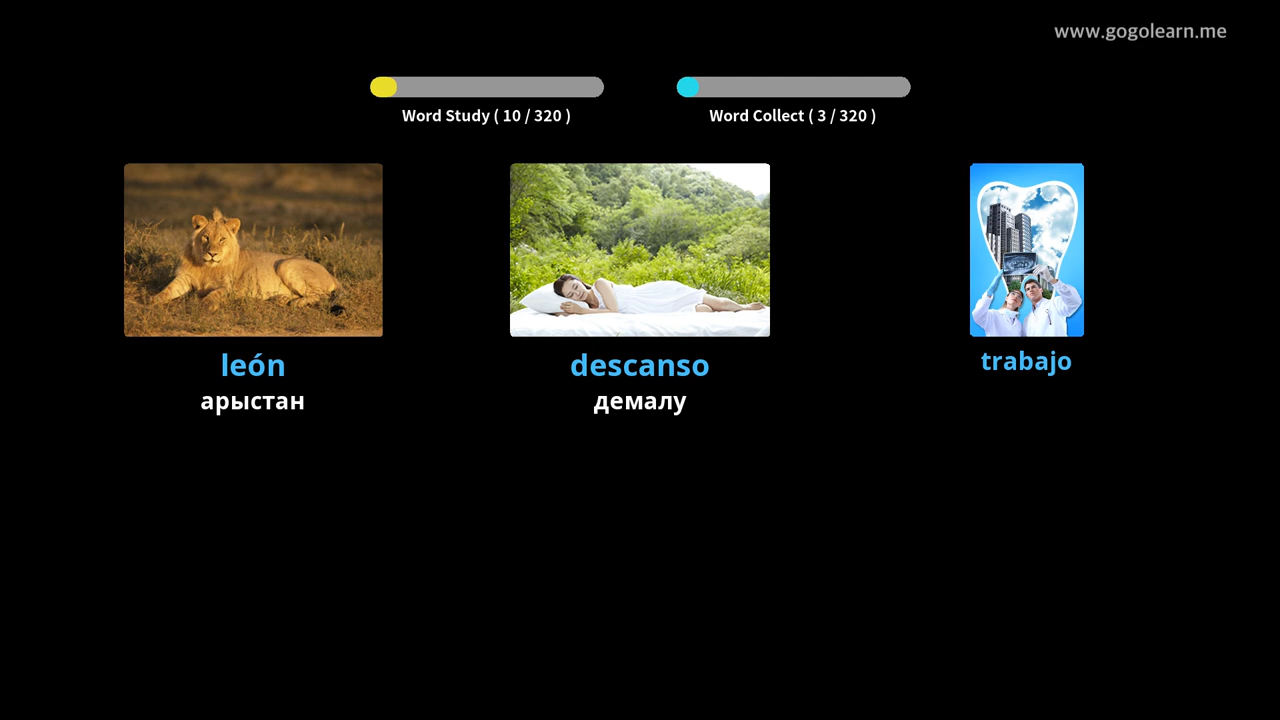 www.gogolearn.me
Word Study ( 10 / 320 )
Word Collect ( 3 / 320 )
león
арыстан
descanso
демалу
trabajo